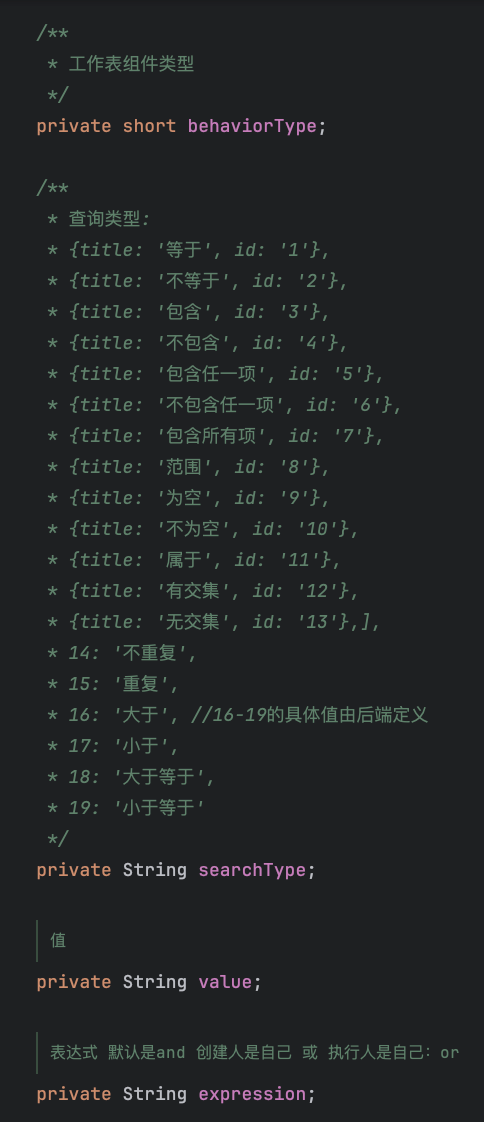 /**
 * 工作表组件类型
 */
private short behaviorType;
/**
 * 查询类型:
 * {title: '等于', id: '1'},
 * {title: '不等于', id: '2'},
 * {title: '包含', id: '3'},
 * {title: '不包含', id: '4'},
 * {title: '包含任一项', id: '5'},
 * {title: '不包含任一项', id: '6'},
 * {title: '包含所有项', id: '7'},
 * {title: '范围', id: '8'},
 * {title: '为空', id: '9'},
 * {title: '不为空', id: '10'},
 * {title: '属于', id: '11'},
 * {title: '有交集', id: '12'},
 * {title: '无交集', id: '13'},],
 * 14: '不重复',
 * 15: '重复',
 * 16: '大于', //16-19的具体值由后端定义
 * 17: '小于',
 * 18: '大于等于',
 * 19: '小于等于'
 */
private String searchType;
值
private String value;
表达式 默认是and 创建人是自己 或 执行人是自己: or
private String expression;